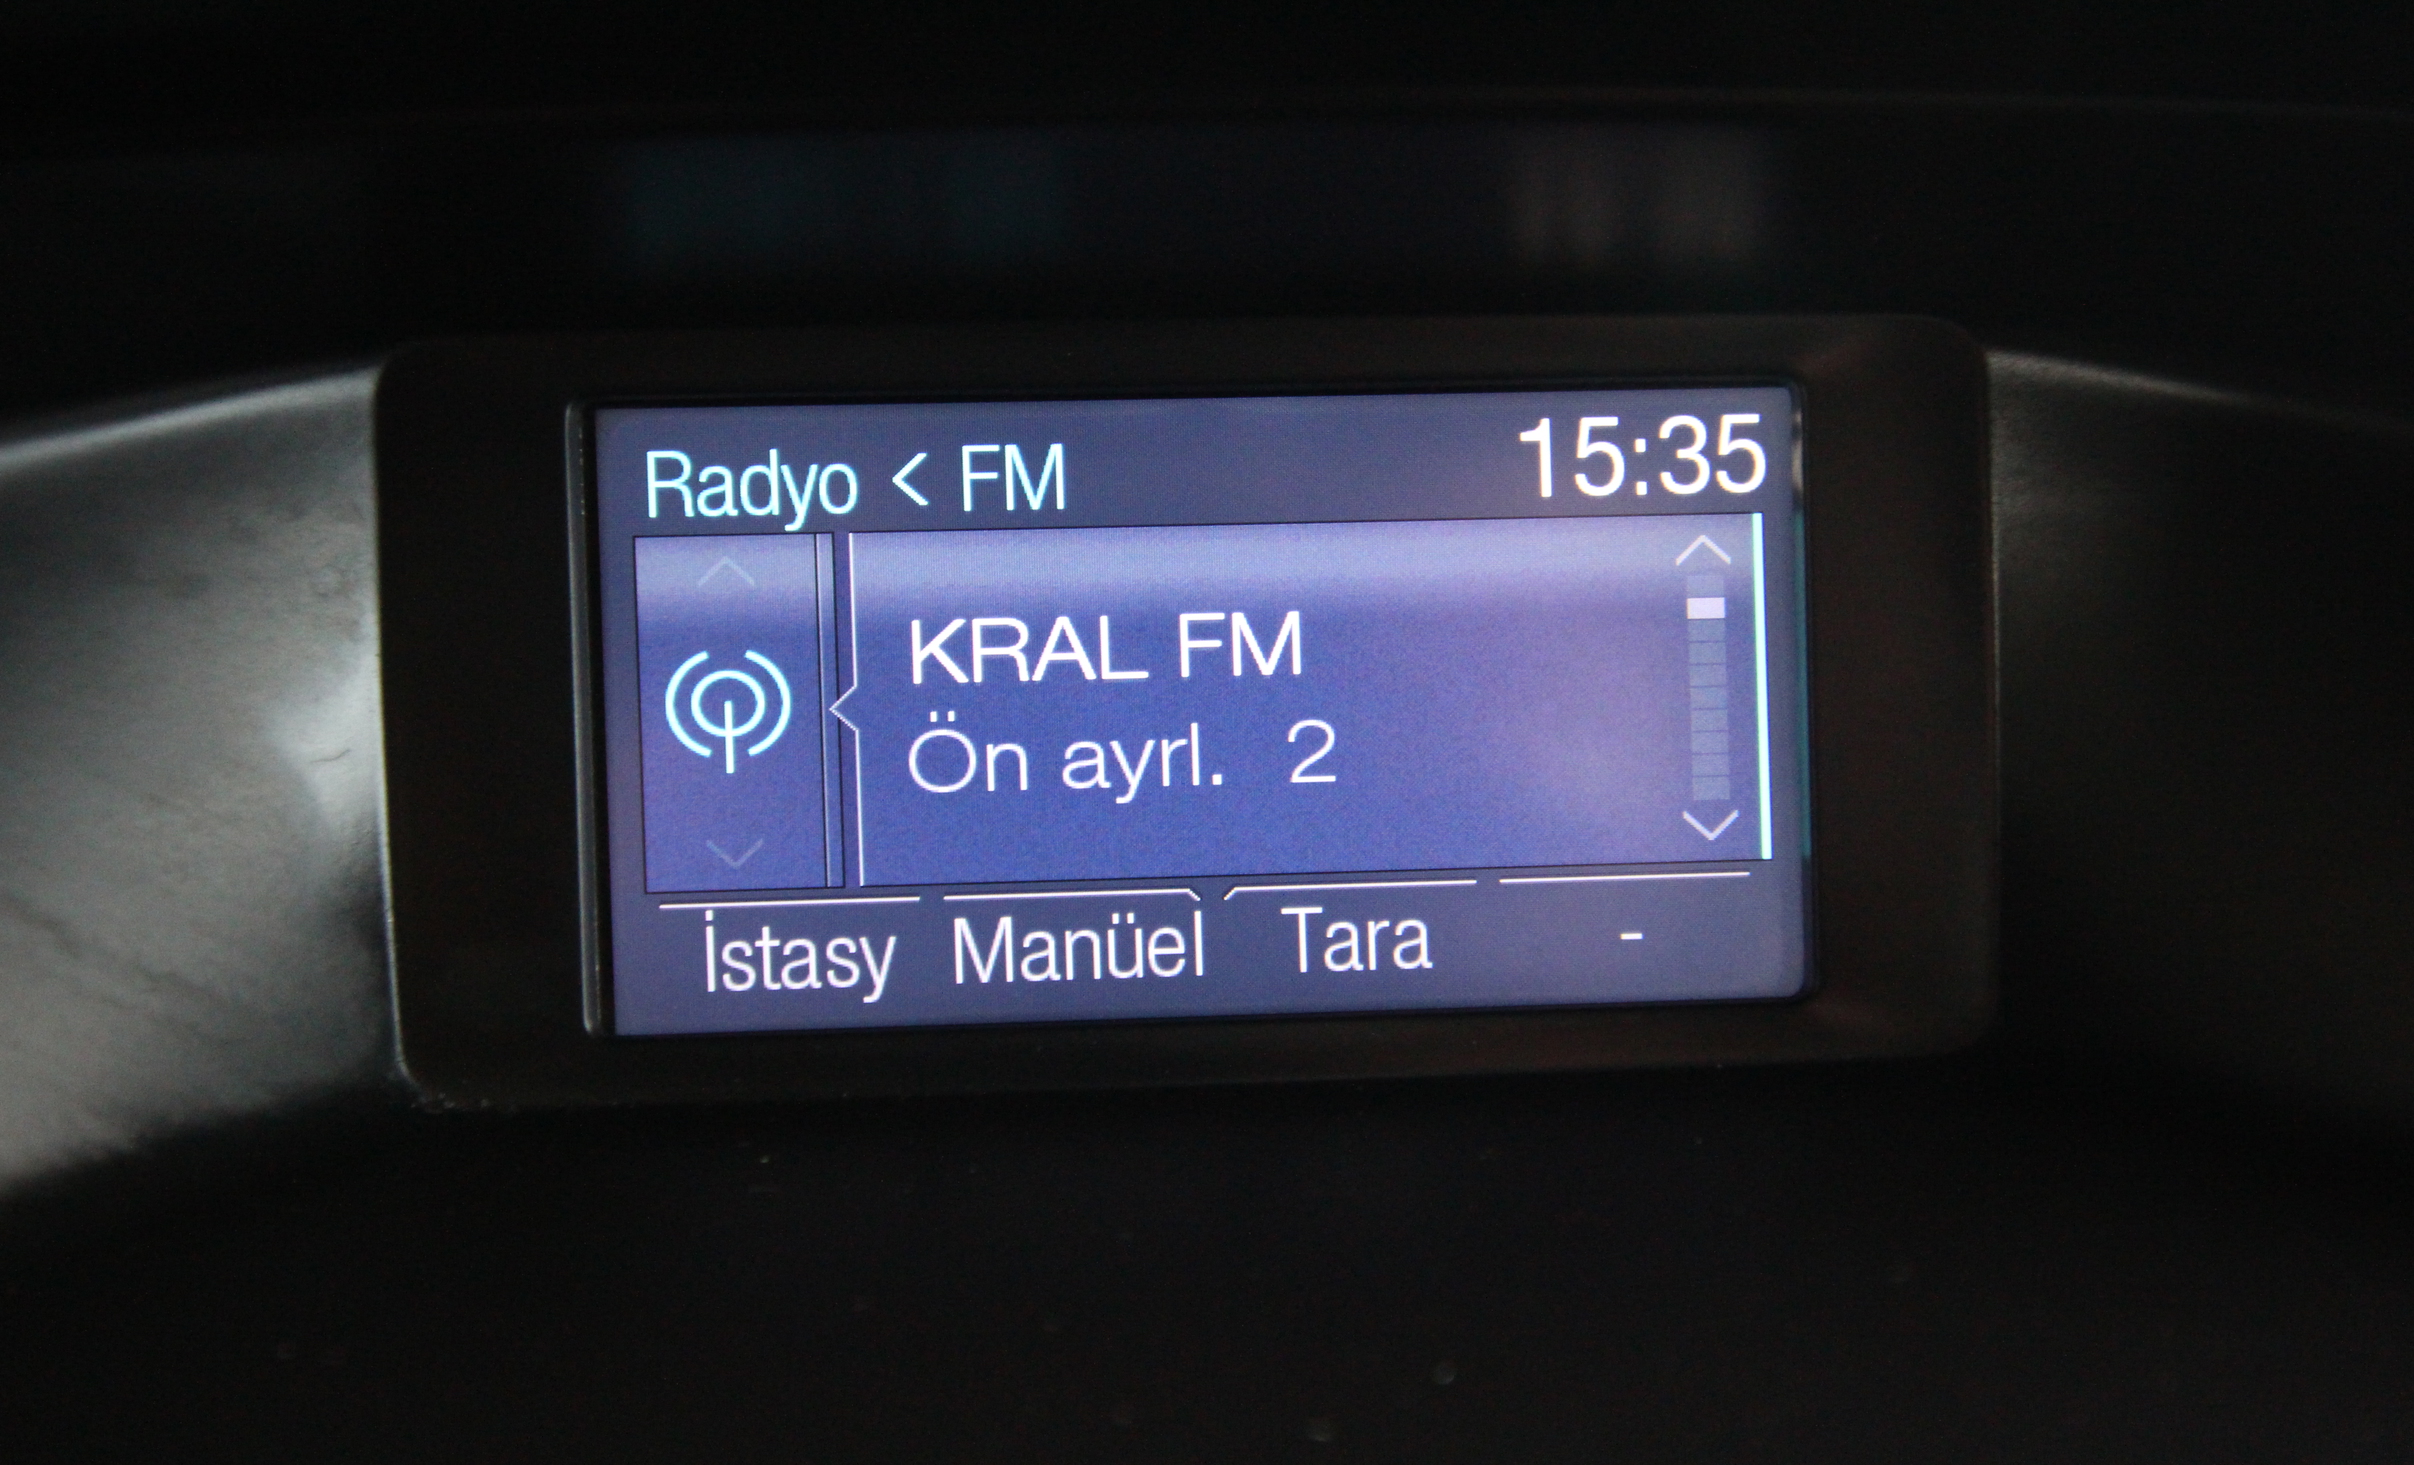 Radyo < FM 15:35
KRAL FM
Ön ayrl. 2
İstasy Manüel Tara -